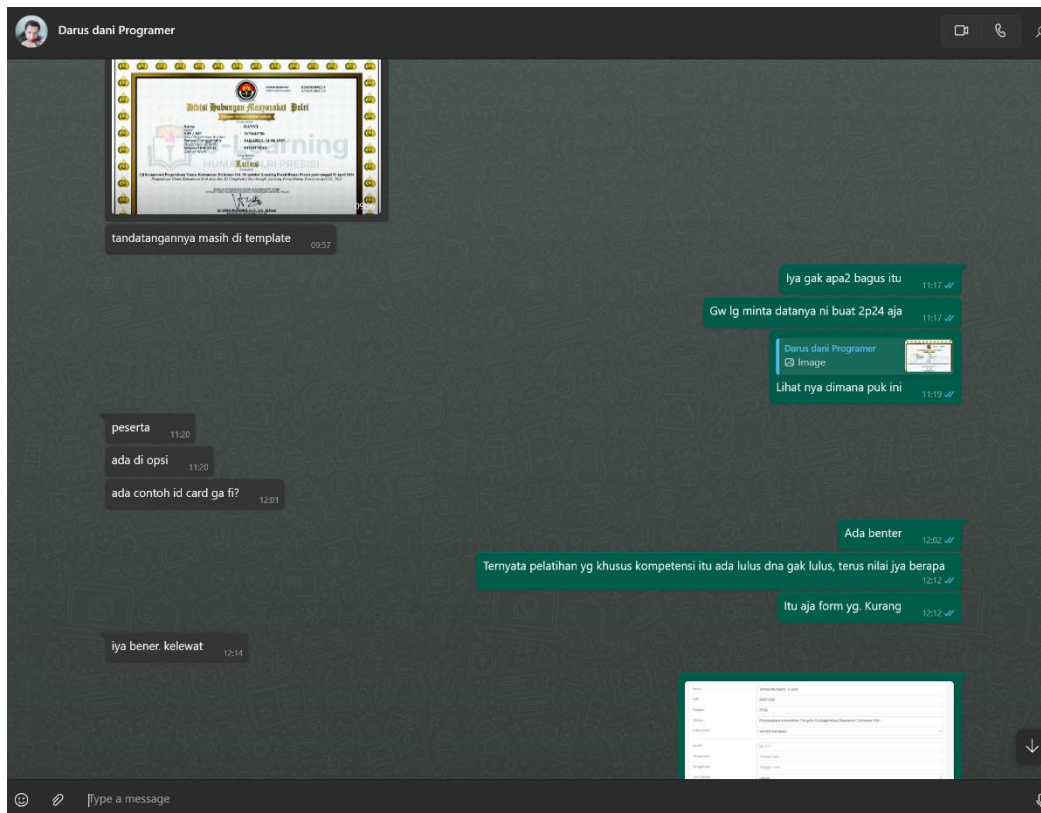 Darus dani Programer
Divisi Hubungan Masyarakat Polri
DANNY
e-Learning
HUMAS POLRI PRESISI
Lulus
tandatangannya masih di template
09:57
Iya gak apa2 bagus itu
11:17
Gw lg minta datanya ni buat 2p24 aja
11:17
Darus dani Programer
Image
Lihat nya dimana puk ini
11:19
peserta
11:20
ada di opsi
11:20
ada contoh id card ga fi?
12:01
Ada benter
12:02
Ternyata pelatihan yg khusus kompetensi itu ada lulus dna gak lulus, terus nilai jya berapa
12:12
Itu aja form yg. Kurang
12:12
iya bener. kelewat
12:14
Type a message